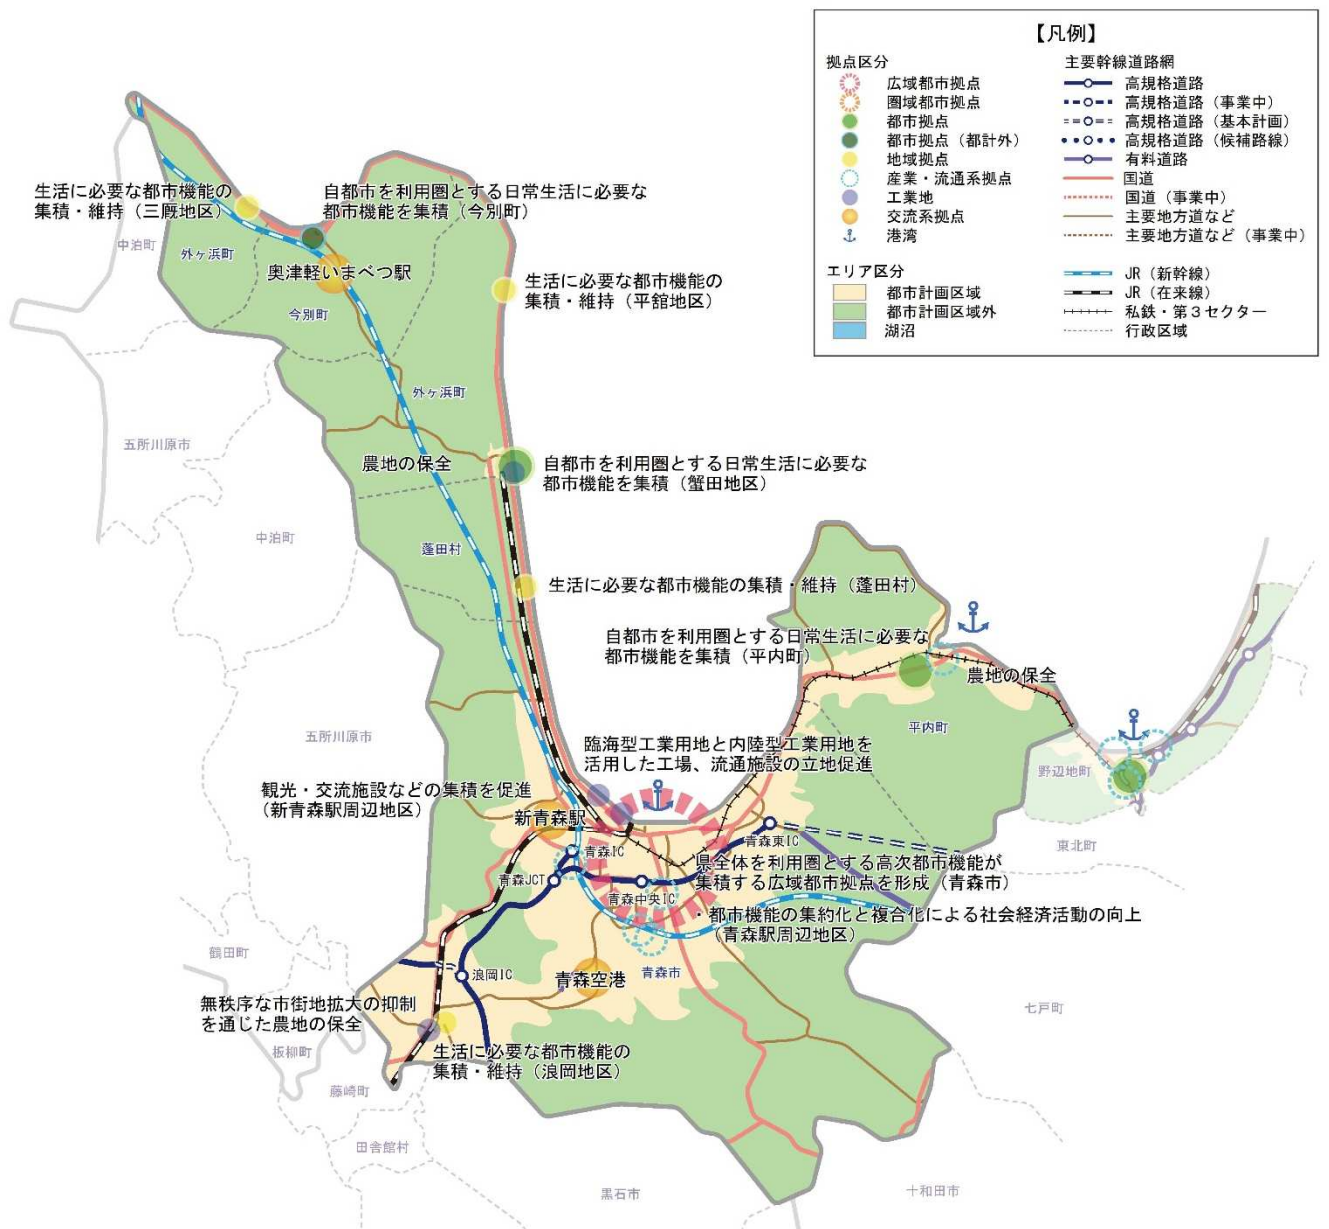 【凡例】
拠点区分
広域都市拠点
圏域都市拠点
都市拠点
都市拠点（都計外）
地域拠点
産業・流通系拠点
工業地
交流系拠点
港湾
エリア区分
都市計画区域
都市計画区域外
湖沼
主要幹線道路網
高規格道路
高規格道路（事業中）
高規格道路（基本計画）
高規格道路（候補路線）
有料道路
国道
国道（事業中）
主要地方道など
主要地方道など（事業中）
JR（新幹線）
JR（在来線）
私鉄・第３セクター
行政区域
生活に必要な都市機能の
集積・維持（三厩地区）
自都市を利用圏とする日常生活に必要な
都市機能を集積（今別町）
中泊町
外ヶ浜町
奥津軽いまべつ駅
今別町
生活に必要な都市機能の
集積・維持（平舘地区）
外ヶ浜町
五所川原市
農地の保全
自都市を利用圏とする日常生活に必要な
都市機能を集積（蟹田地区）
中泊町
蓬田村
生活に必要な都市機能の集積・維持（蓬田村）
自都市を利用圏とする日常生活に必要な
都市機能を集積（平内町）
農地の保全
平内町
五所川原市
臨海型工業用地と内陸型工業用地を
活用した工場、流通施設の立地促進
野辺地町
観光・交流施設などの集積を促進
（新青森駅周辺地区）
新青森駅
青森IC
青森東IC
東北町
県全体を利用圏とする高次都市機能が
集積する広域都市拠点を形成（青森市）
青森JCT
青森中央IC
・都市機能の集約化と複合化による社会経済活動の向上
（青森駅周辺地区）
鶴田町
浪岡IC
青森空港
青森市
無秩序な市街地拡大の抑制
を通じた農地の保全
七戸町
板柳町
生活に必要な都市機能の
集積・維持（浪岡地区）
藤崎町
田舎館村
黒石市
十和田市